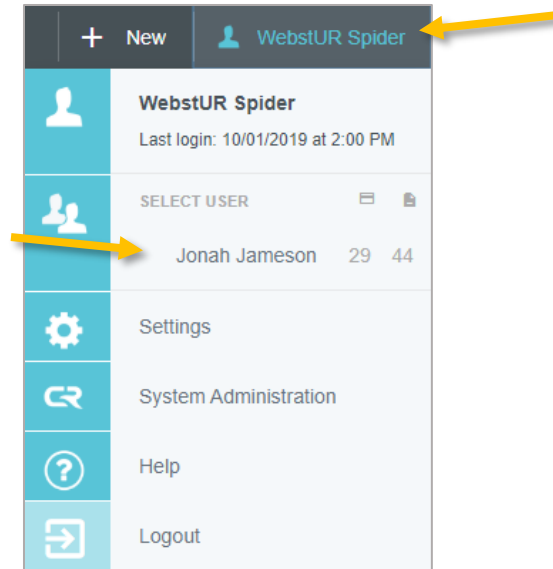 + New WebstUR Spider
WebstUR Spider
Last login: 10/01/2019 at 2:00 PM
SELECT USER
Jonah Jameson 29 44
Settings
CR System Administration
? Help
Logout